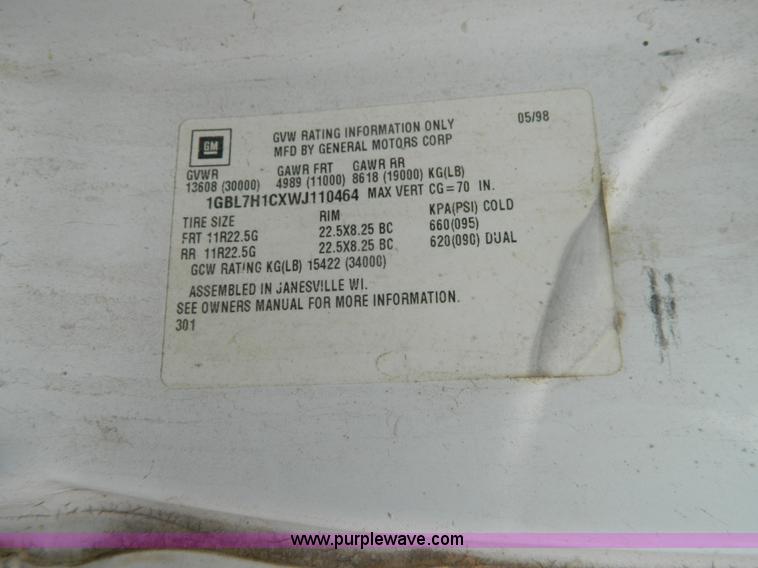 GM
GVW RATING INFORMATION ONLY 05/98
MFD BY GENERAL MOTORS CORP
GVWR GAWR FRT GAWR RR
13608 (30000) 4989 (11000) 8618 (19000) KG(LB)
1GBL7H1CXWJ110464 MAX VERT CG=70 IN.
TIRE SIZE RIM KPA(PSI) COLD
FRT 11R22.5G 22.5X8.25 BC 660(095)
RR 11R22.5G 22.5X8.25 BC 620(090) DUAL
GCW RATING KG(LB) 15422 (34000)
ASSEMBLED IN JANESVILLE WI.
SEE OWNERS MANUAL FOR MORE INFORMATION.
301
www.purplewave.com